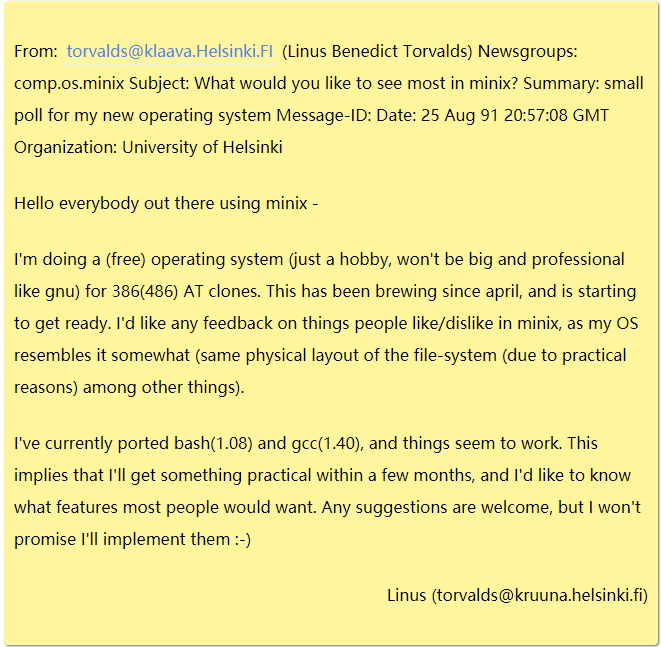 From: torvalds@klaava.Helsinki.FI (Linus Benedict Torvalds) Newsgroups:
comp.os.minix Subject: What would you like to see most in minix? Summary: small
poll for my new operating system Message-ID: Date: 25 Aug 91 20:57:08 GMT
Organization: University of Helsinki
Hello everybody out there using minix -
I'm doing a (free) operating system (just a hobby, won't be big and professional
like gnu) for 386(486) AT clones. This has been brewing since april, and is starting
to get ready. I'd like any feedback on things people like/dislike in minix, as my OS
resembles it somewhat (same physical layout of the file-system (due to practical
reasons) among other things).
I've currently ported bash(1.08) and gcc(1.40), and things seem to work. This
implies that I'll get something practical within a few months, and I'd like to know
what features most people would want. Any suggestions are welcome, but I won't
promise I'll implement them :-)
Linus (torvalds@kruuna.helsinki.fi)